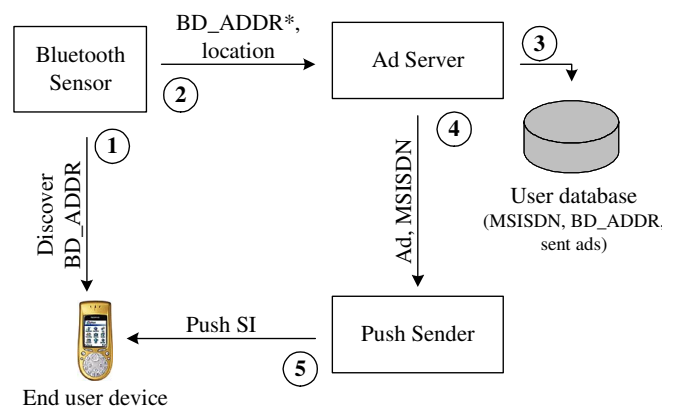 BD_ADDR*,
location
Bluetooth
Sensor
Ad Server
3
2
1
4
Discover
BD_ADDR
Ad, MSISDN
User database
(MSISDN, BD_ADDR,
sent ads)
Push SI
Push Sender
5
End user device